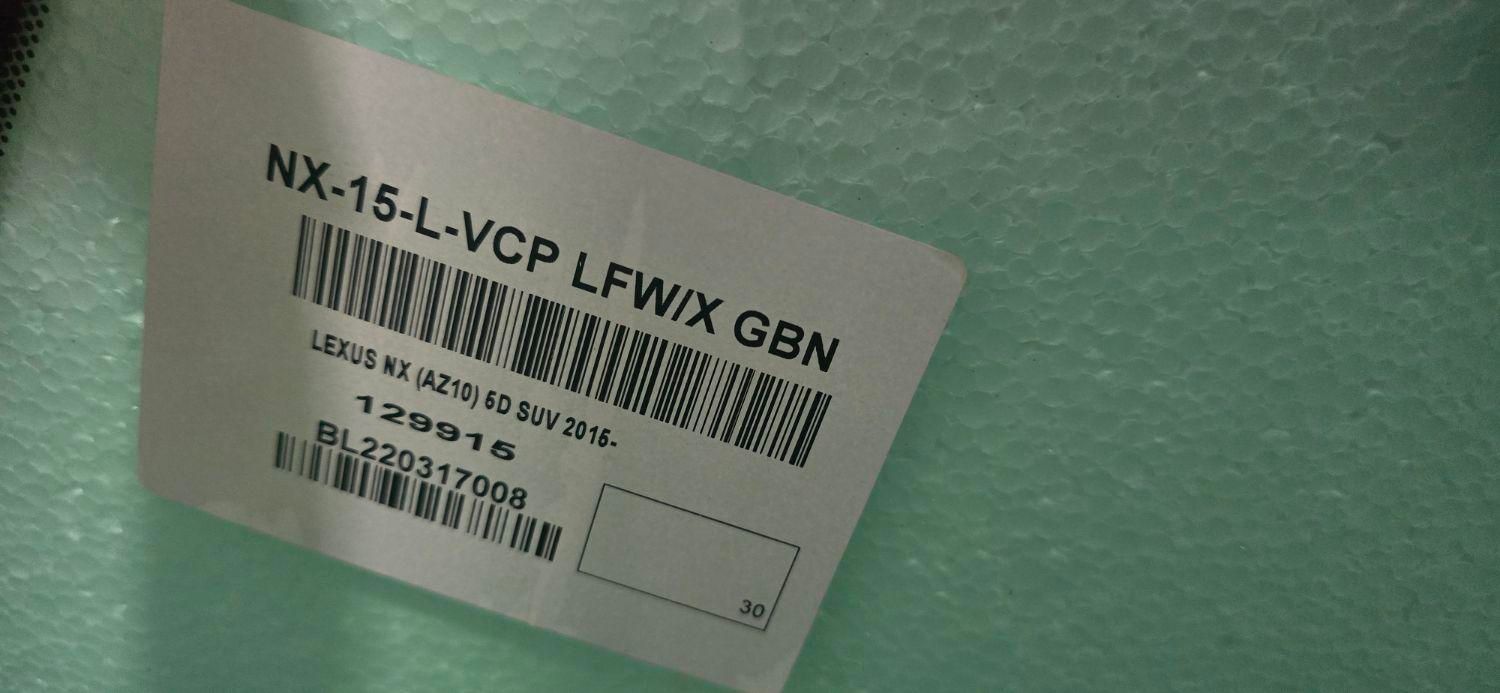 NX-15-L-VCP LFW/X GBN
LEXUS NX (AZ10) 5D SUV 2015-
129915
BL220317008
30